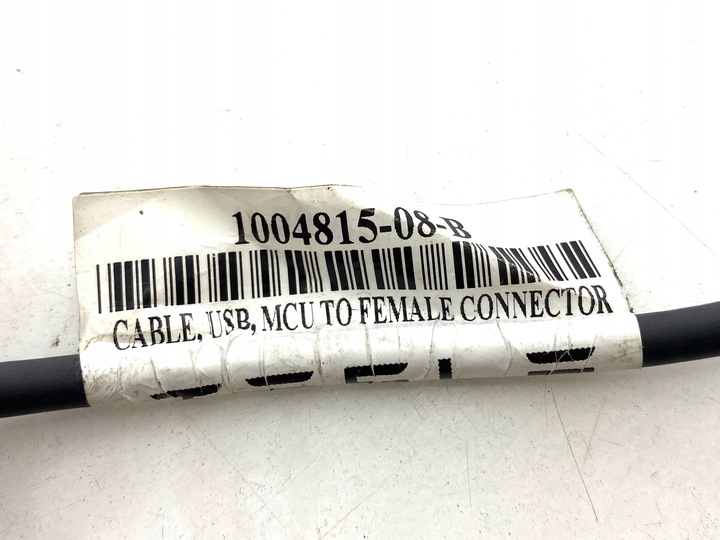 1004815-08-B
CABLE, USB, MCU TO FEMALE CONNECTOR